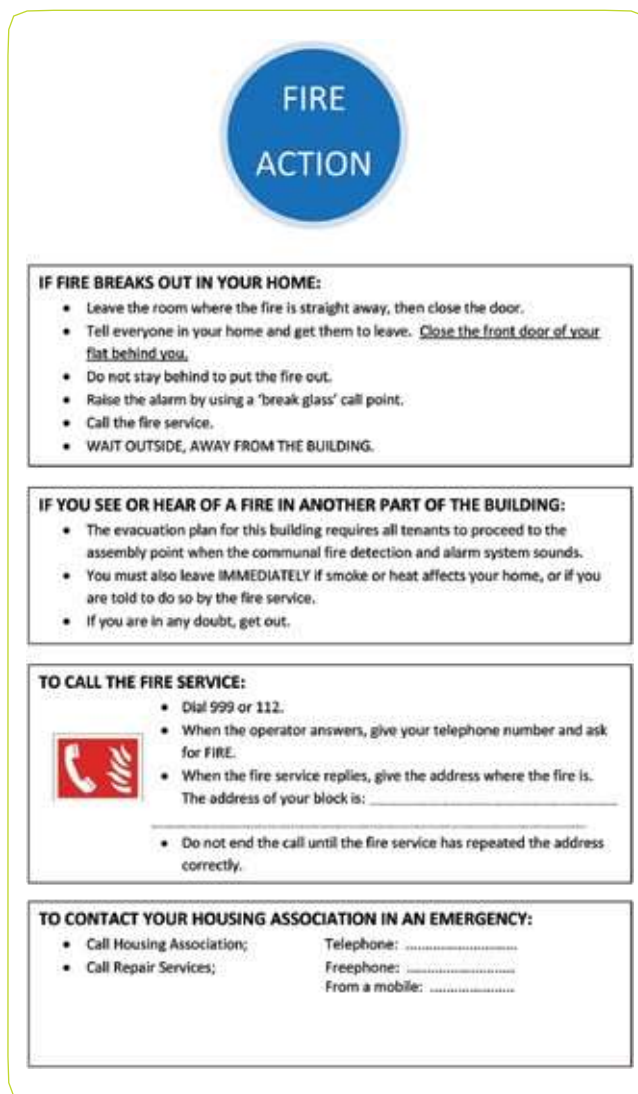 FIRE
ACTION
IF FIRE BREAKS OUT IN YOUR HOME:
• Leave the room where the fire is straight away, then close the door.
• Tell everyone in your home and get them to leave. Close the front door of your
flat behind you.
• Do not stay behind to put the fire out.
• Raise the alarm by using a 'break glass' call point.
• Call the fire service.
• WAIT OUTSIDE, AWAY FROM THE BUILDING.
IF YOU SEE OR HEAR OF A FIRE IN ANOTHER PART OF THE BUILDING:
• The evacuation plan for this building requires all tenants to proceed to the
assembly point when the communal fire detection and alarm system sounds.
• You must also leave IMMEDIATELY if smoke or heat affects your home, or if you
are told to do so by the fire service.
• If you are in any doubt, get out.
TO CALL THE FIRE SERVICE:
• Dial 999 or 112.
• When the operator answers, give your telephone number and ask
for FIRE.
• When the fire service replies, give the address where the fire is.
The address of your block is: ______________________________
______________________________________________________
• Do not end the call until the fire service has repeated the address
correctly.
TO CONTACT YOUR HOUSING ASSOCIATION IN AN EMERGENCY:
• Call Housing Association; Telephone: ............................
• Call Repair Services; Freephone: ...........................
From a mobile: .....................